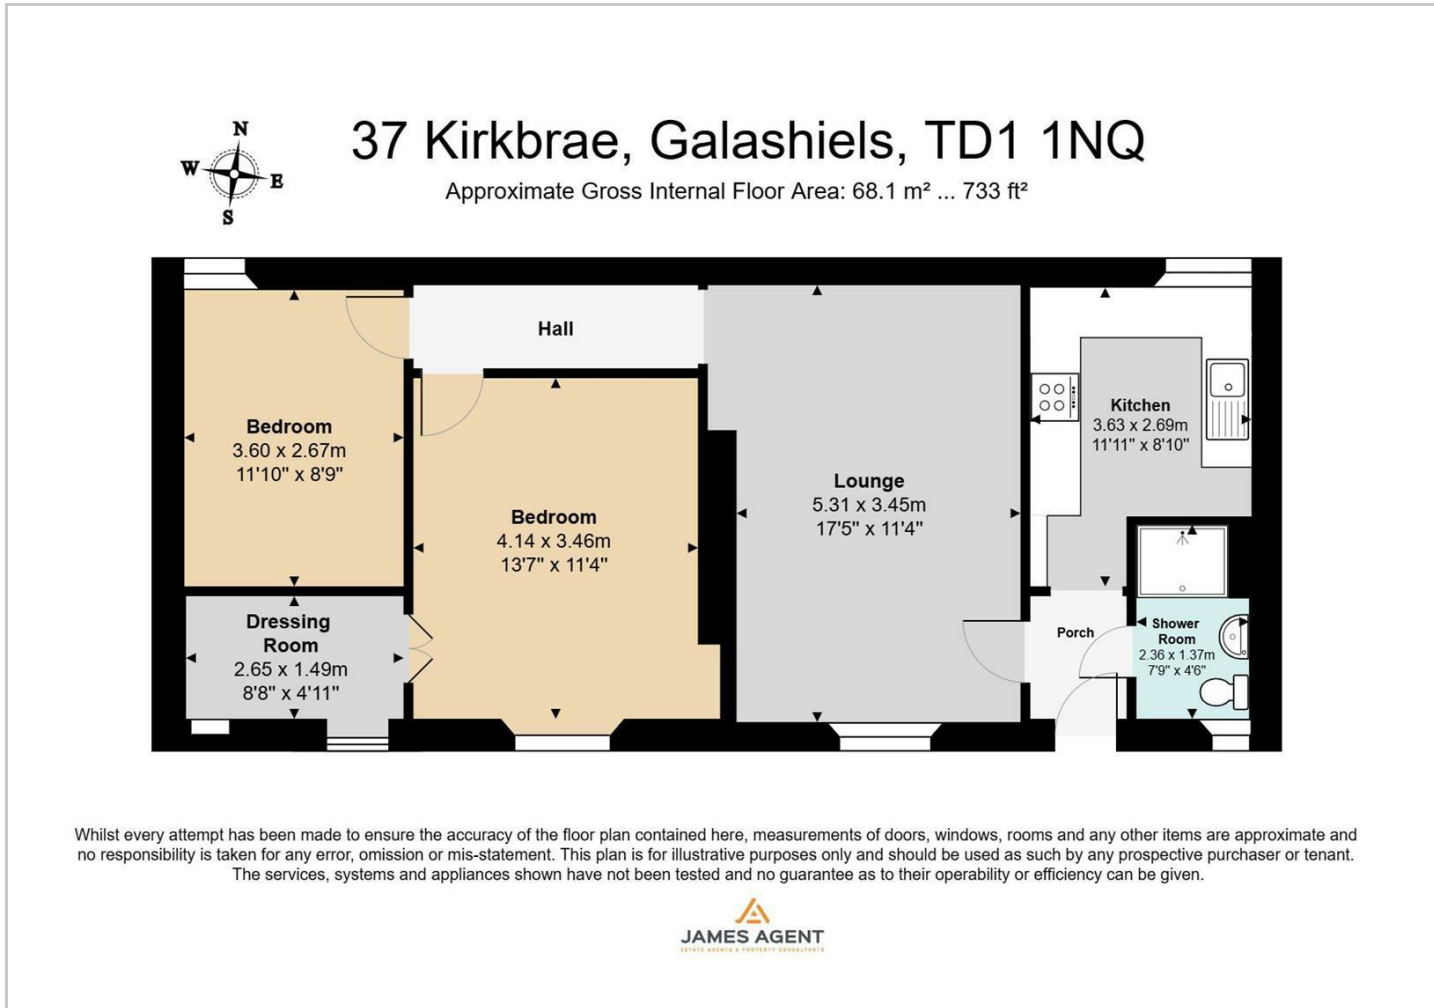 37 Kirkbrae, Galashiels, TD1 1NQ
Approximate Gross Internal Floor Area: 68.1 m² ... 733 ft²
N
W
E
S
Hall
Bedroom
3.60 x 2.67m
11'10" x 8'9"
Bedroom
4.14 x 3.46m
13'7" x 11'4"
Lounge
5.31 x 3.45m
17'5" x 11'4"
Kitchen
3.63 x 2.69m
11'11" x 8'10"
Dressing
Room
2.65 x 1.49m
8'8" x 4'11"
Porch
Shower
Room
2.36 x 1.37m
7'9" x 4'6"
Whilst every attempt has been made to ensure the accuracy of the floor plan contained here, measurements of doors, windows, rooms and any other items are approximate and
no responsibility is taken for any error, omission or mis-statement. This plan is for illustrative purposes only and should be used as such by any prospective purchaser or tenant.
The services, systems and appliances shown have not been tested and no guarantee as to their operability or efficiency can be given.
JAMES AGENT
ESTATE AGENTS & PROPERTY CONSULTANTS